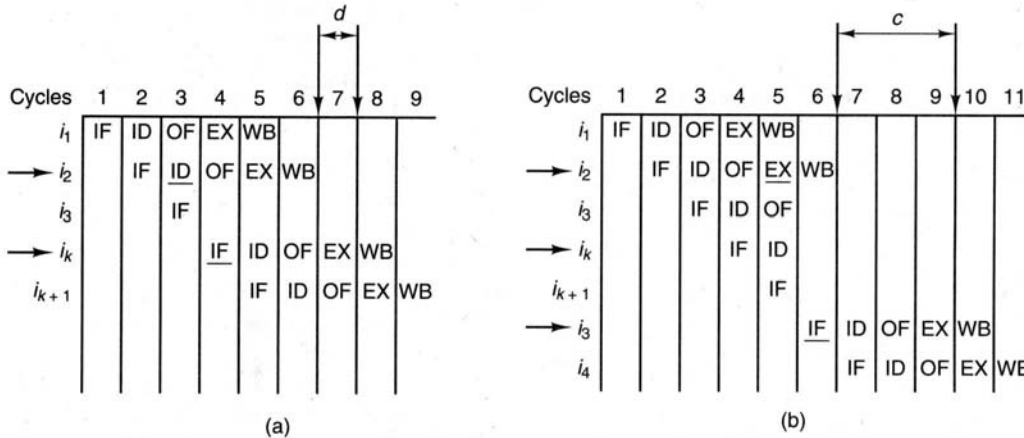 d
Cycles 1 2 3 4 5 6 7 8 9
i1 IF ID OF EX WB
i2 IF ID OF EX WB
i3 IF
ik IF ID OF EX WB
ik + 1 IF ID OF EX WB
(a)
c
Cycles 1 2 3 4 5 6 7 8 9 10 11
i1 IF ID OF EX WB
i2 IF ID OF EX WB
i3 IF ID OF
ik IF ID
ik + 1 IF
i3 IF ID OF EX WB
i4 IF ID OF EX WB
(b)